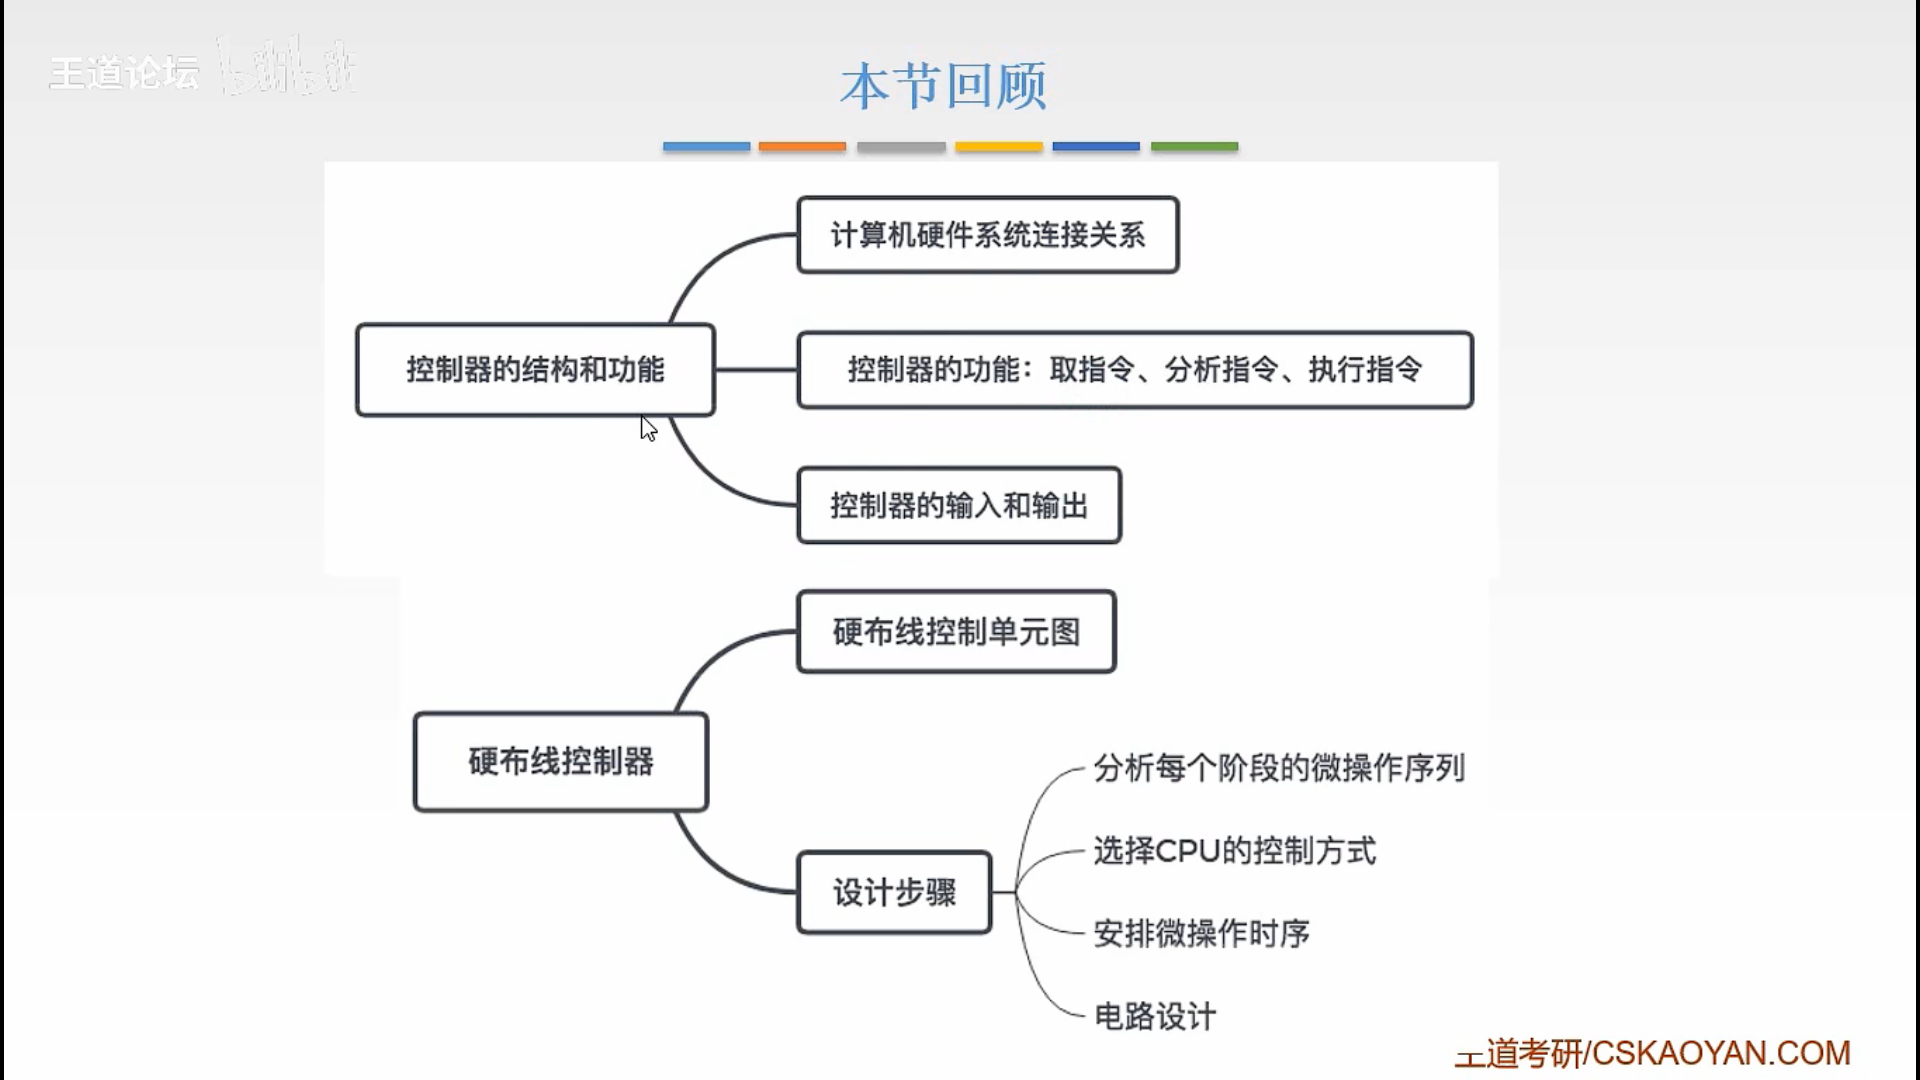 王道论坛 bilibili
本节回顾
计算机硬件系统连接关系
控制器的结构和功能
控制器的功能：取指令、分析指令、执行指令
控制器的输入和输出
硬布线控制单元图
硬布线控制器
设计步骤
分析每个阶段的微操作序列
选择CPU的控制方式
安排微操作时序
电路设计
王道考研/CSKAOYAN.COM